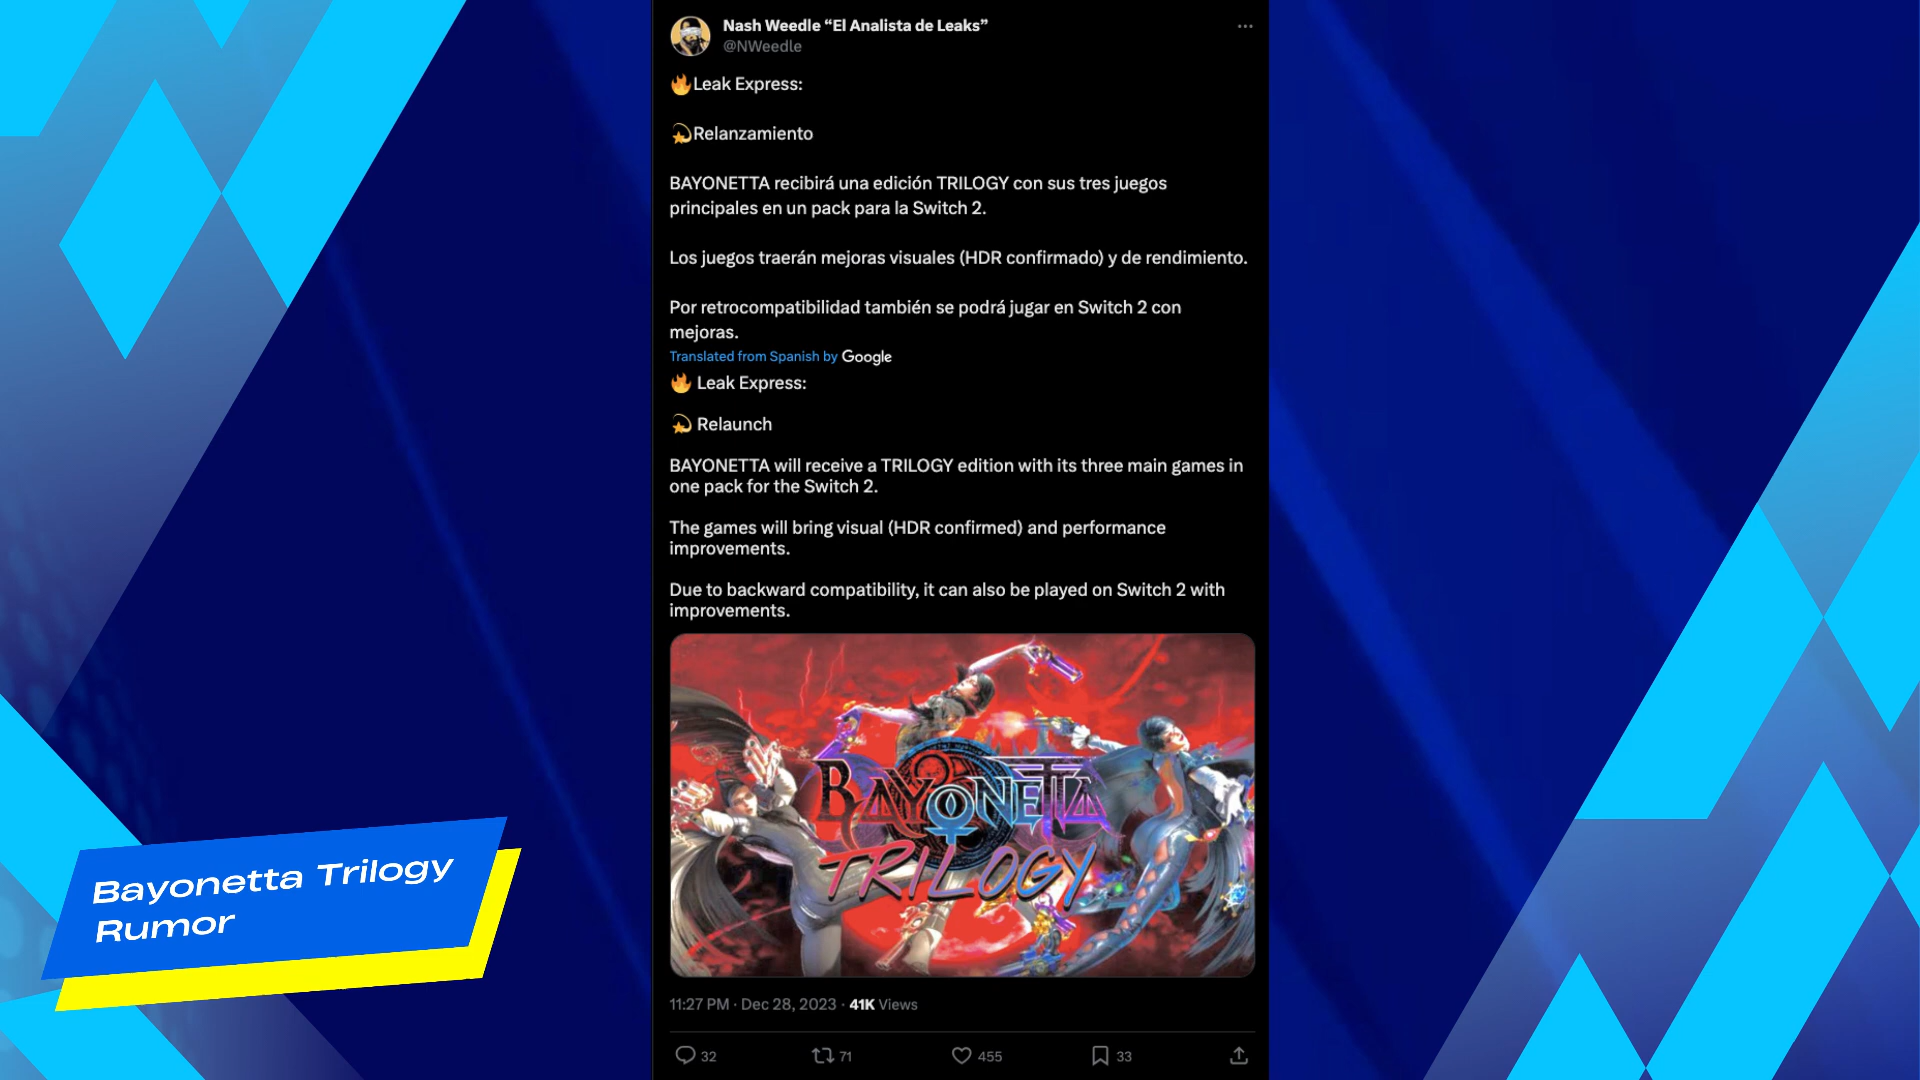 Nash Weedle “El Analista de Leaks”
@NWeedle
🔥Leak Express:
💫Relanzamiento
BAYONETTA recibirá una edición TRILOGY con sus tres juegos
principales en un pack para la Switch 2.
Los juegos traerán mejoras visuales (HDR confirmado) y de rendimiento.
Por retrocompatibilidad también se podrá jugar en Switch 2 con
mejoras.
Translated from Spanish by Google
🔥 Leak Express:
💫 Relaunch
BAYONETTA will receive a TRILOGY edition with its three main games in
one pack for the Switch 2.
The games will bring visual (HDR confirmed) and performance
improvements.
Due to backward compatibility, it can also be played on Switch 2 with
improvements.
BAYONETTA
TRILOGY
11:27 PM · Dec 28, 2023 · 41K Views
32 71 455 33
Bayonetta Trilogy
Rumor